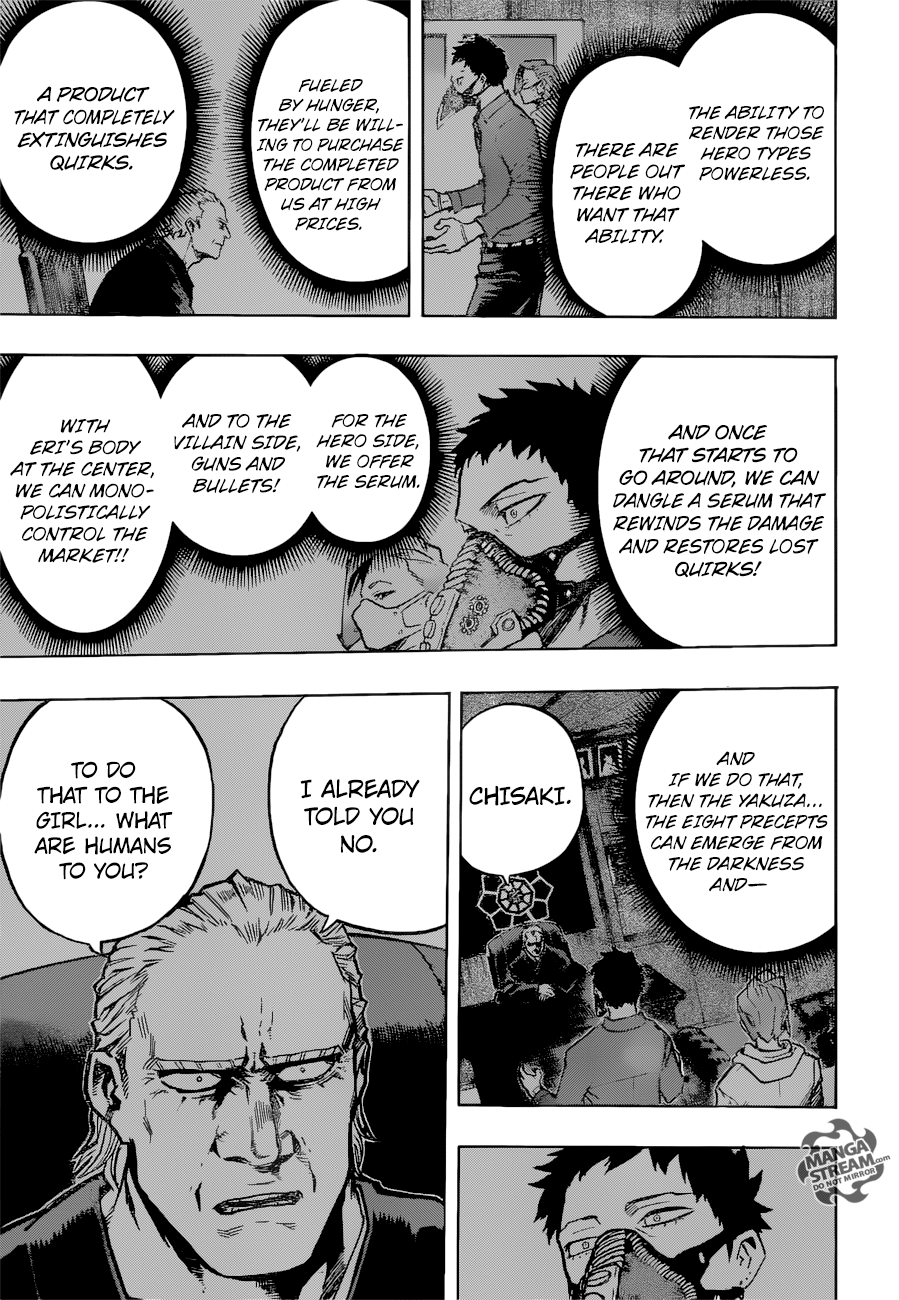 THE ABILITY TO
RENDER THOSE
HERO TYPES
POWERLESS.
THERE ARE
PEOPLE OUT
THERE WHO
WANT THAT
ABILITY.
FUELED
BY HUNGER,
THEY'LL BE WILL-
ING TO PURCHASE
THE COMPLETED
PRODUCT FROM
US AT HIGH
PRICES.
A PRODUCT
THAT COMPLETELY
EXTINGUISHES
QUIRKS.
AND ONCE
THAT STARTS TO
GO AROUND, WE CAN
DANGLE A SERUM THAT
REWINDS THE DAMAGE
AND RESTORES LOST
QUIRKS!
FOR THE
HERO SIDE,
WE OFFER
THE SERUM.
AND TO THE
VILLAIN SIDE,
GUNS AND
BULLETS!
WITH
ERI'S BODY
AT THE CENTER,
WE CAN MONO-
POLISTICALLY
CONTROL THE
MARKET!!
AND
IF WE DO THAT,
THEN THE YAKUZA...
THE EIGHT PRECEPTS
CAN EMERGE FROM
THE DARKNESS
AND—
CHISAKI.
I ALREADY
TOLD YOU
NO.
TO DO
THAT TO THE
GIRL... WHAT
ARE HUMANS
TO YOU?
MANGA
STREAM.com
DO NOT MIRROR